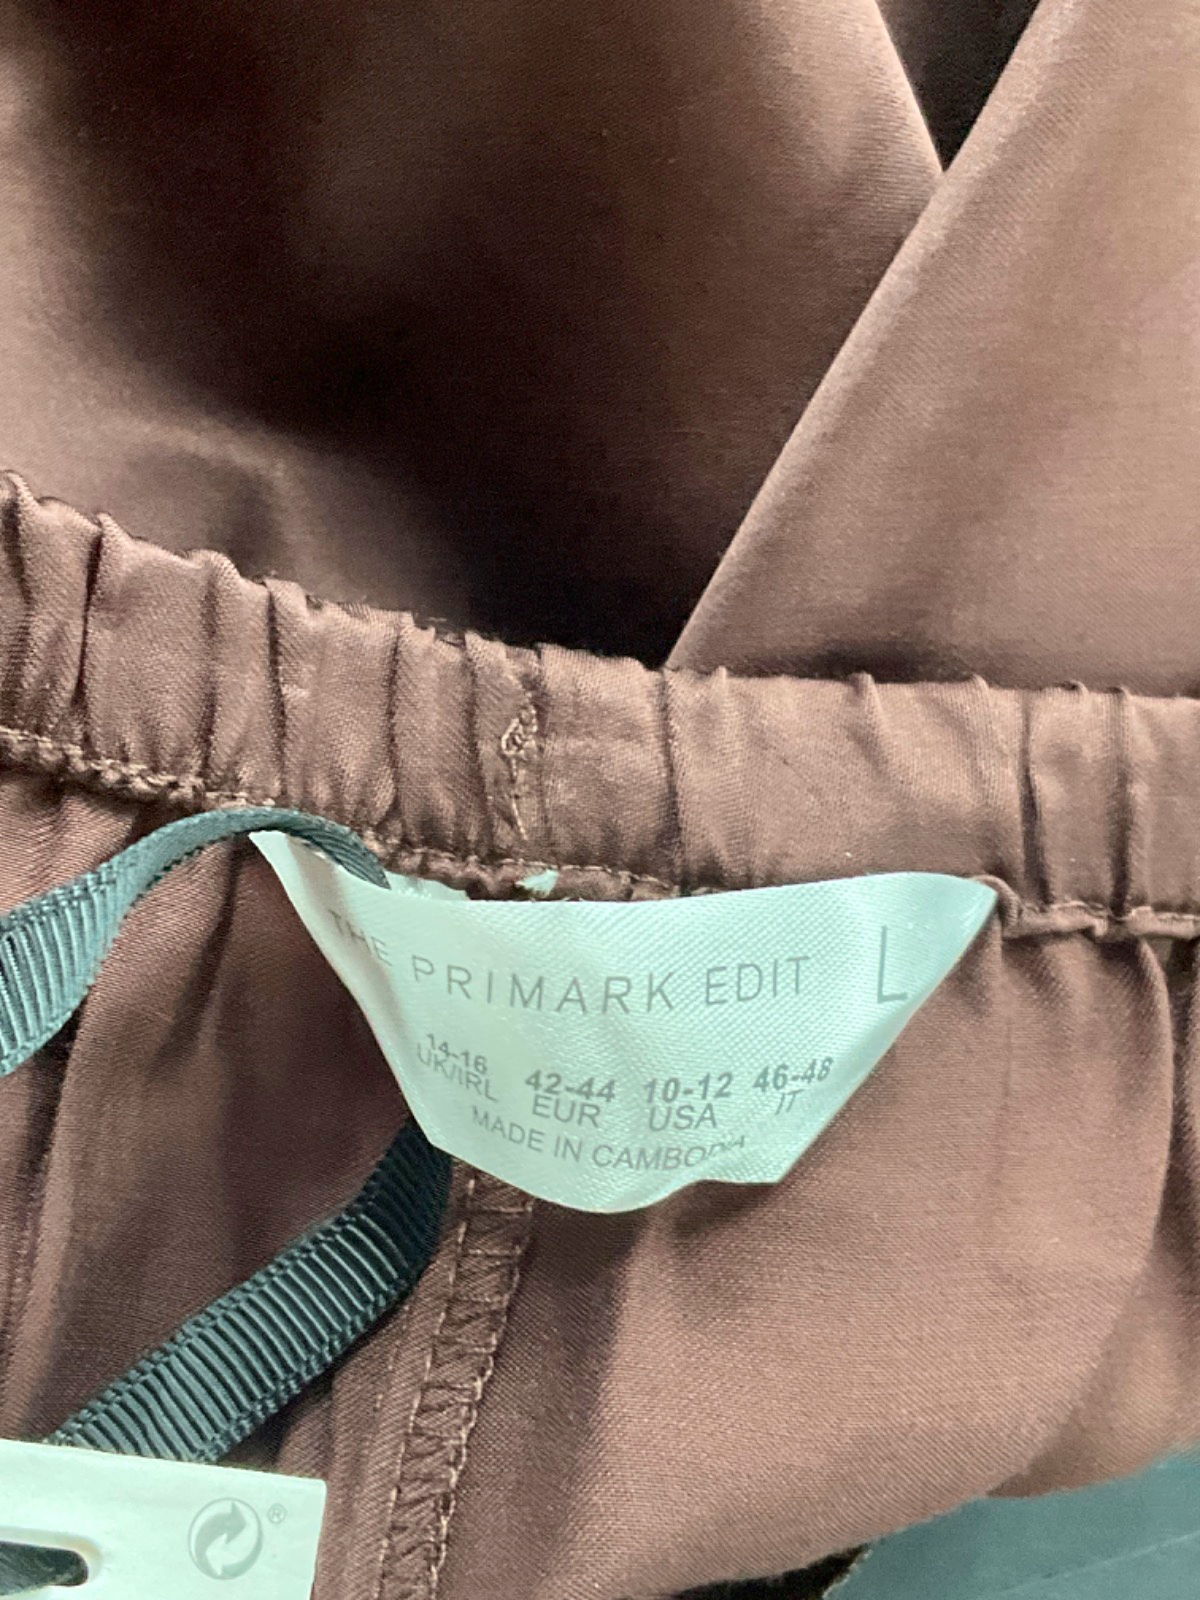 THE PRIMARK EDIT L
14-16 42-44 10-12 46-48
UK/IRL EUR USA IT
MADE IN CAMBODIA
®